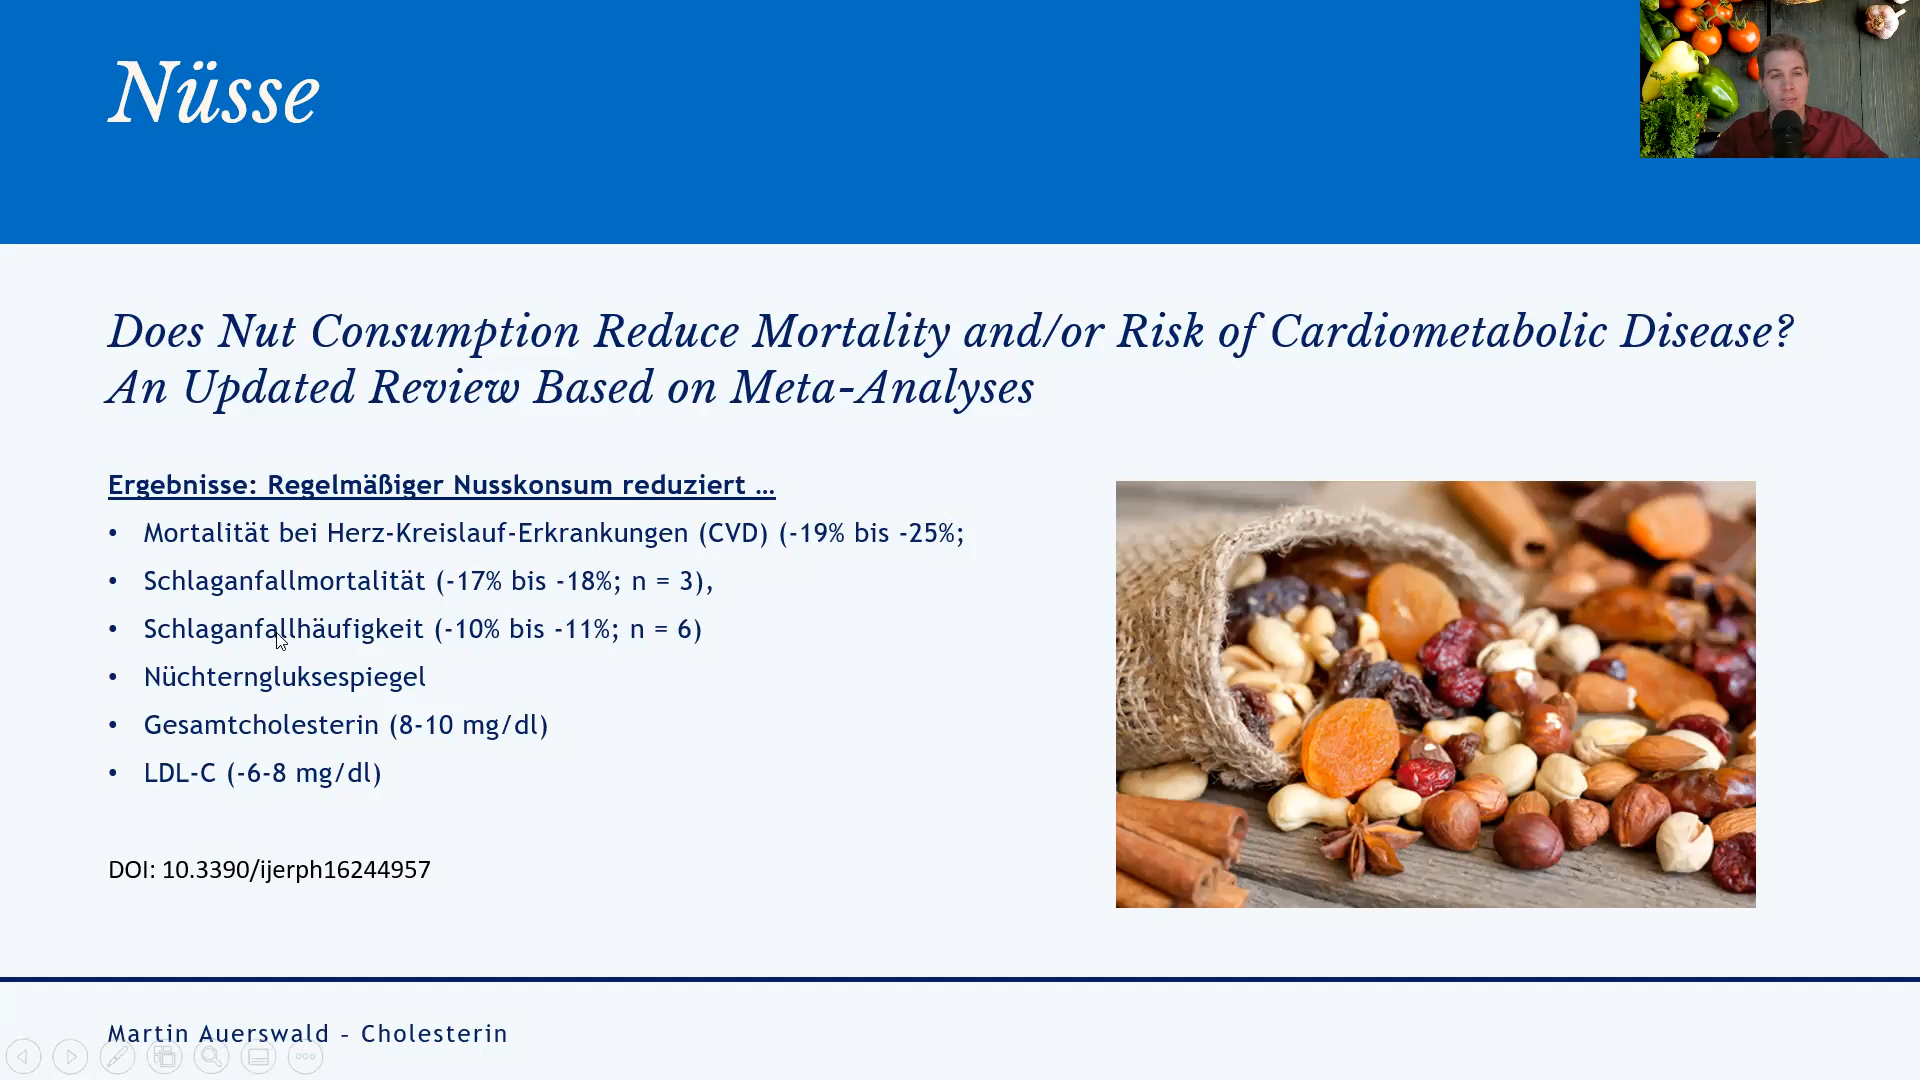 Nüsse
Does Nut Consumption Reduce Mortality and/or Risk of Cardiometabolic Disease?
An Updated Review Based on Meta-Analyses
Ergebnisse: Regelmäßiger Nusskonsum reduziert …
• Mortalität bei Herz-Kreislauf-Erkrankungen (CVD) (-19% bis -25%;
• Schlaganfallmortalität (-17% bis -18%; n = 3),
• Schlaganfallhäufigkeit (-10% bis -11%; n = 6)
• Nüchterngluksespiegel
• Gesamtcholesterin (8-10 mg/dl)
• LDL-C (-6-8 mg/dl)
DOI: 10.3390/ijerph16244957
Martin Auerswald – Cholesterin